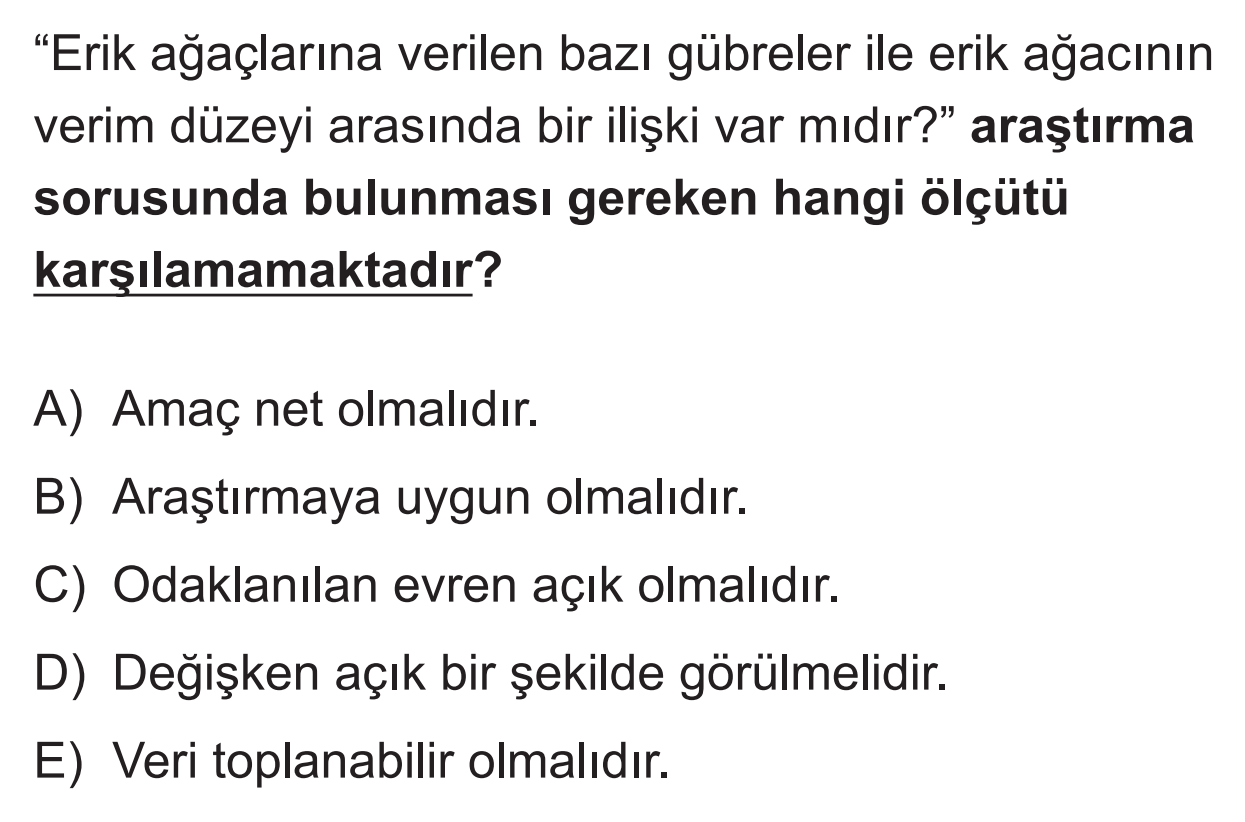 “Erik ağaçlarına verilen bazı gübreler ile erik ağacının
verim düzeyi arasında bir ilişki var mıdır?” araştırma
sorusunda bulunması gereken hangi ölçütü
karşılamamaktadır?
A) Amaç net olmalıdır.
B) Araştırmaya uygun olmalıdır.
C) Odaklanılan evren açık olmalıdır.
D) Değişken açık bir şekilde görülmelidir.
E) Veri toplanabilir olmalıdır.